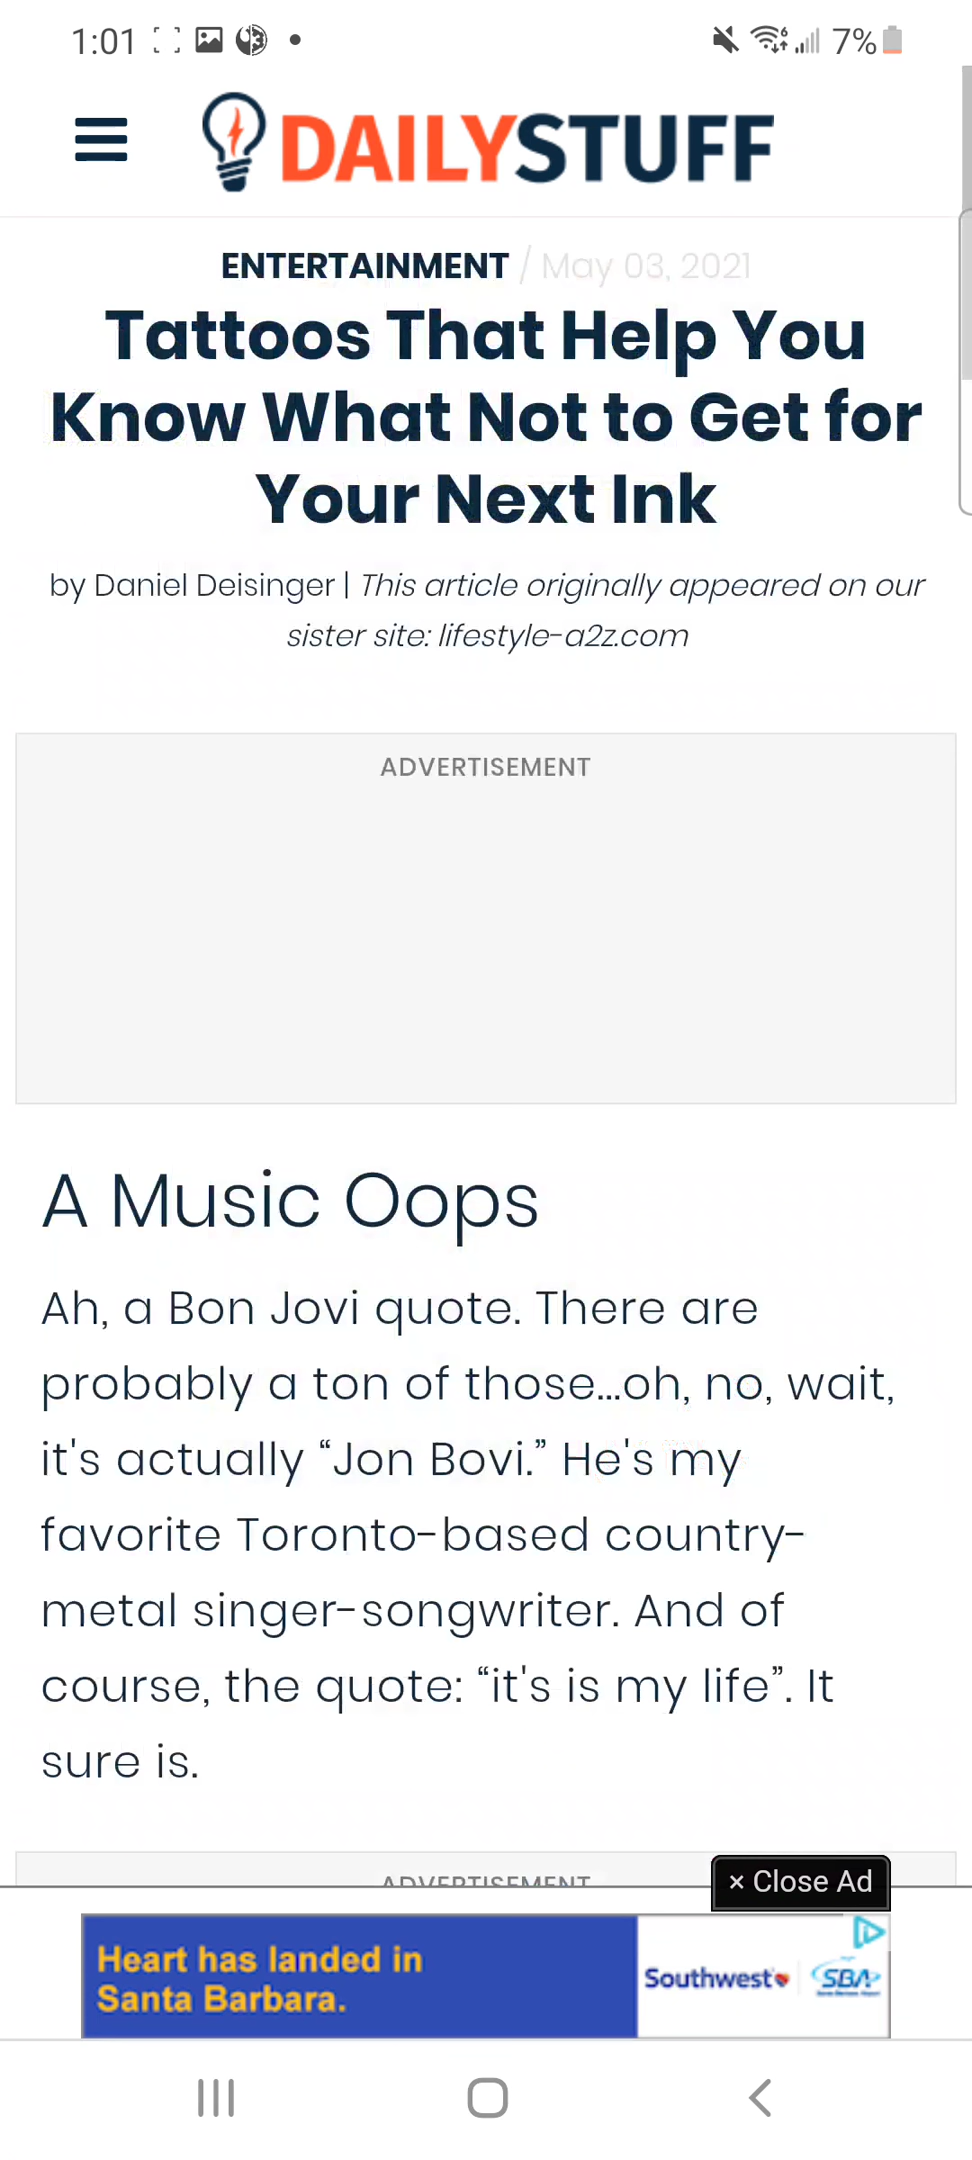 1:01
7%
DAILYSTUFF
ENTERTAINMENT / May 03, 2021
Tattoos That Help You
Know What Not to Get for
Your Next Ink
by Daniel Deisinger | This article originally appeared on our
sister site: lifestyle-a2z.com
ADVERTISEMENT
A Music Oops
Ah, a Bon Jovi quote. There are
probably a ton of those...oh, no, wait,
it's actually “Jon Bovi.” He's my
favorite Toronto-based country-
metal singer-songwriter. And of
course, the quote: “it's is my life”. It
sure is.
ADVERTISEMENT
× Close Ad
Heart has landed in
Santa Barbara.
Southwest
SBA